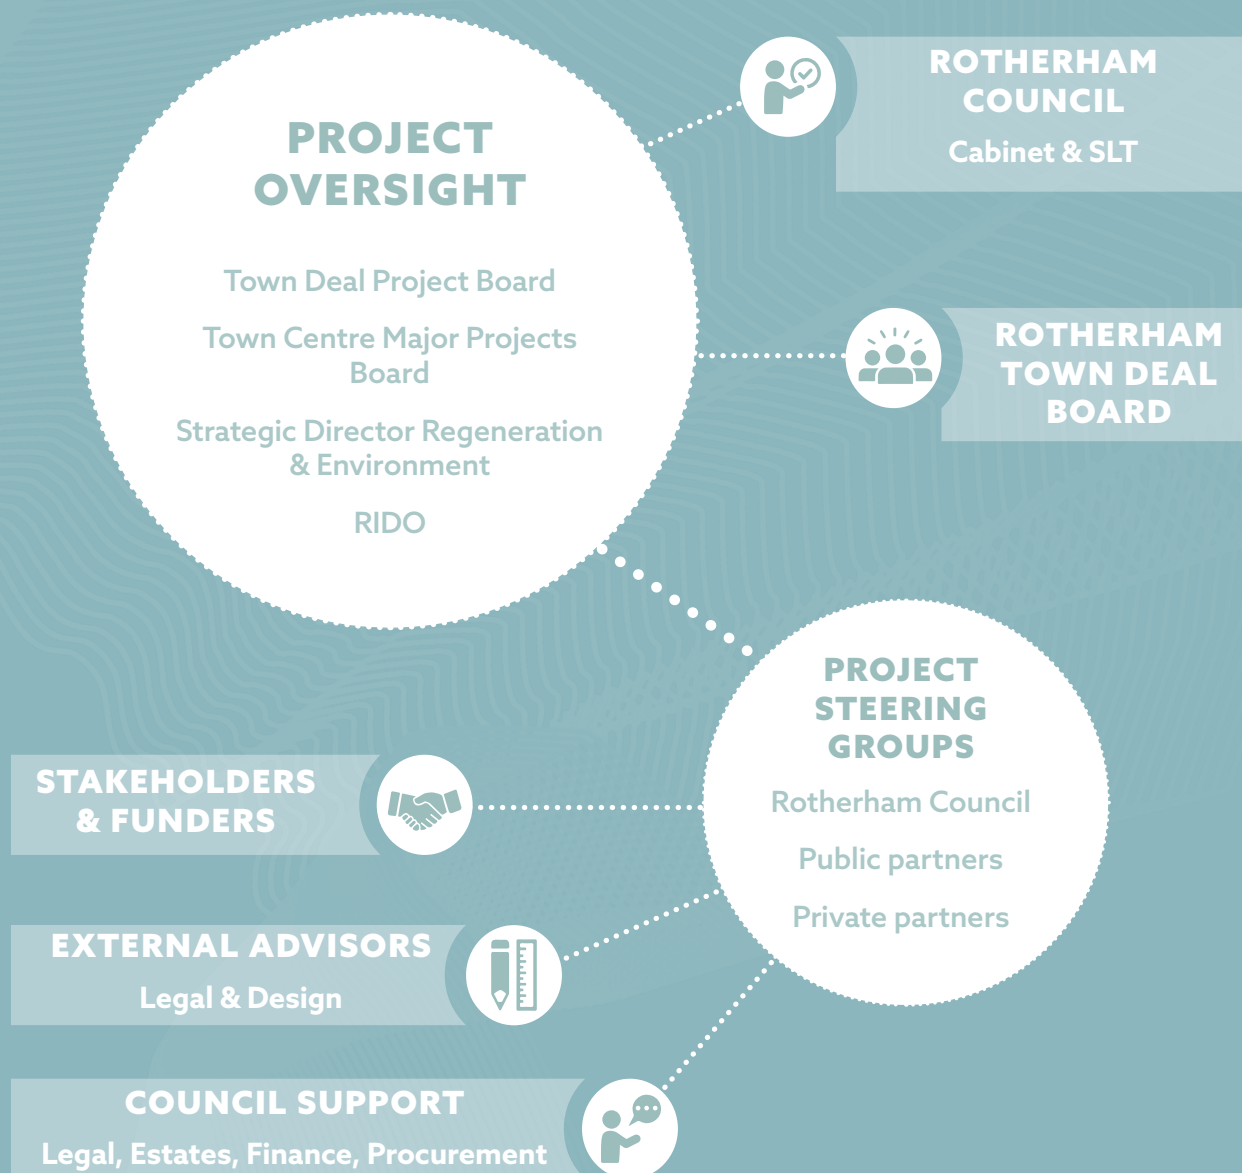 PROJECT
OVERSIGHT
Town Deal Project Board
Town Centre Major Projects
Board
Strategic Director Regeneration
& Environment
RIDO
ROTHERHAM
COUNCIL
Cabinet & SLT
ROTHERHAM
TOWN DEAL
BOARD
PROJECT
STEERING
GROUPS
Rotherham Council
Public partners
Private partners
STAKEHOLDERS
& FUNDERS
EXTERNAL ADVISORS
Legal & Design
COUNCIL SUPPORT
Legal, Estates, Finance, Procurement